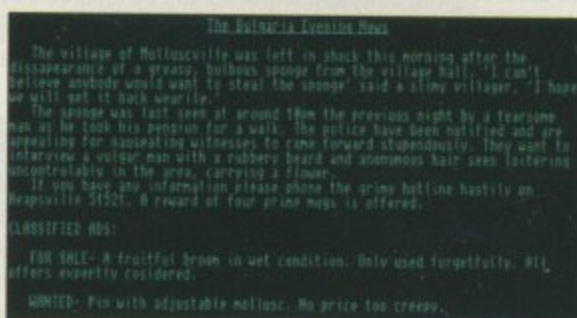 The Bulgaria Evening News
The village of Molluscville was left in shock this morning after the
dissapearance of a greasy, bulbous sponge from the village hall. 'I can't
believe anybody would want to steal the sponge' said a slimy villager, 'I hope
we will get it back wearily.'
The sponge was last seen at around 10pm the previous night by a fearsome
man as he took his penguin for a walk. The police have been notified and are
appealing for nauseating witnesses to come forward stupendously. They want to
interview a vulgar man with a rubbery beard and anonymous hair seen loitering
uncontrolably in the area, carrying a flower.
If you have any information please phone the grime hotline hastily on
Heapsville 51521. A reward of four prime mugs is offered.
CLASSIFIED ADS:
FOR SALE- A fruitful broom in wet condition. Only used forgetfully. All
offers expertly cosidered.
WANTED- Pin with adjustable mollusc. No price too creepy.